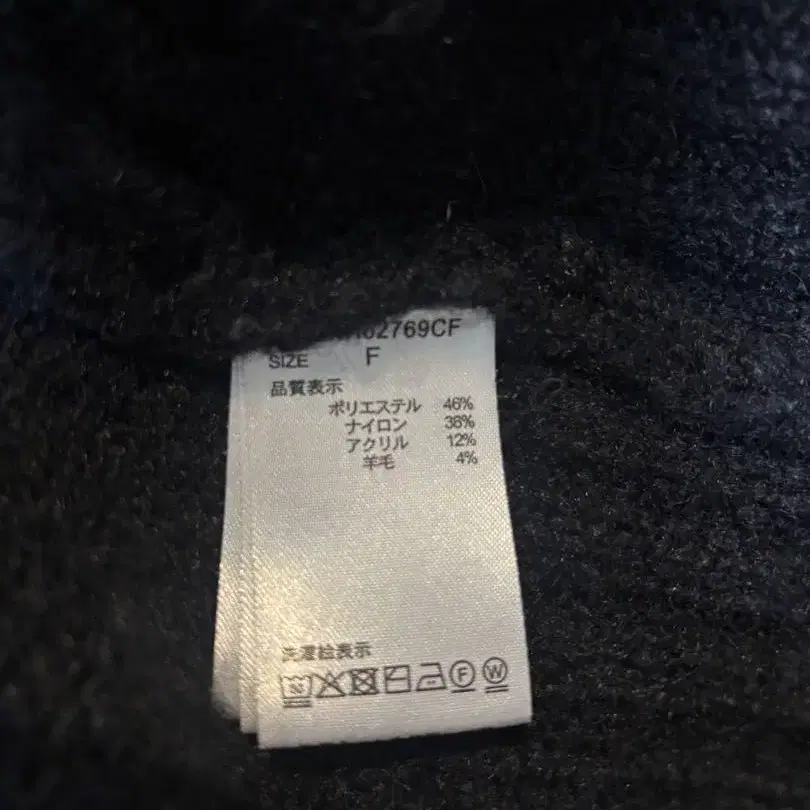 62769CF
SIZE F
品質表示
ポリエステル 46%
ナイロン 38%
アクリル 12%
羊毛 4%
洗濯絵表示
F W